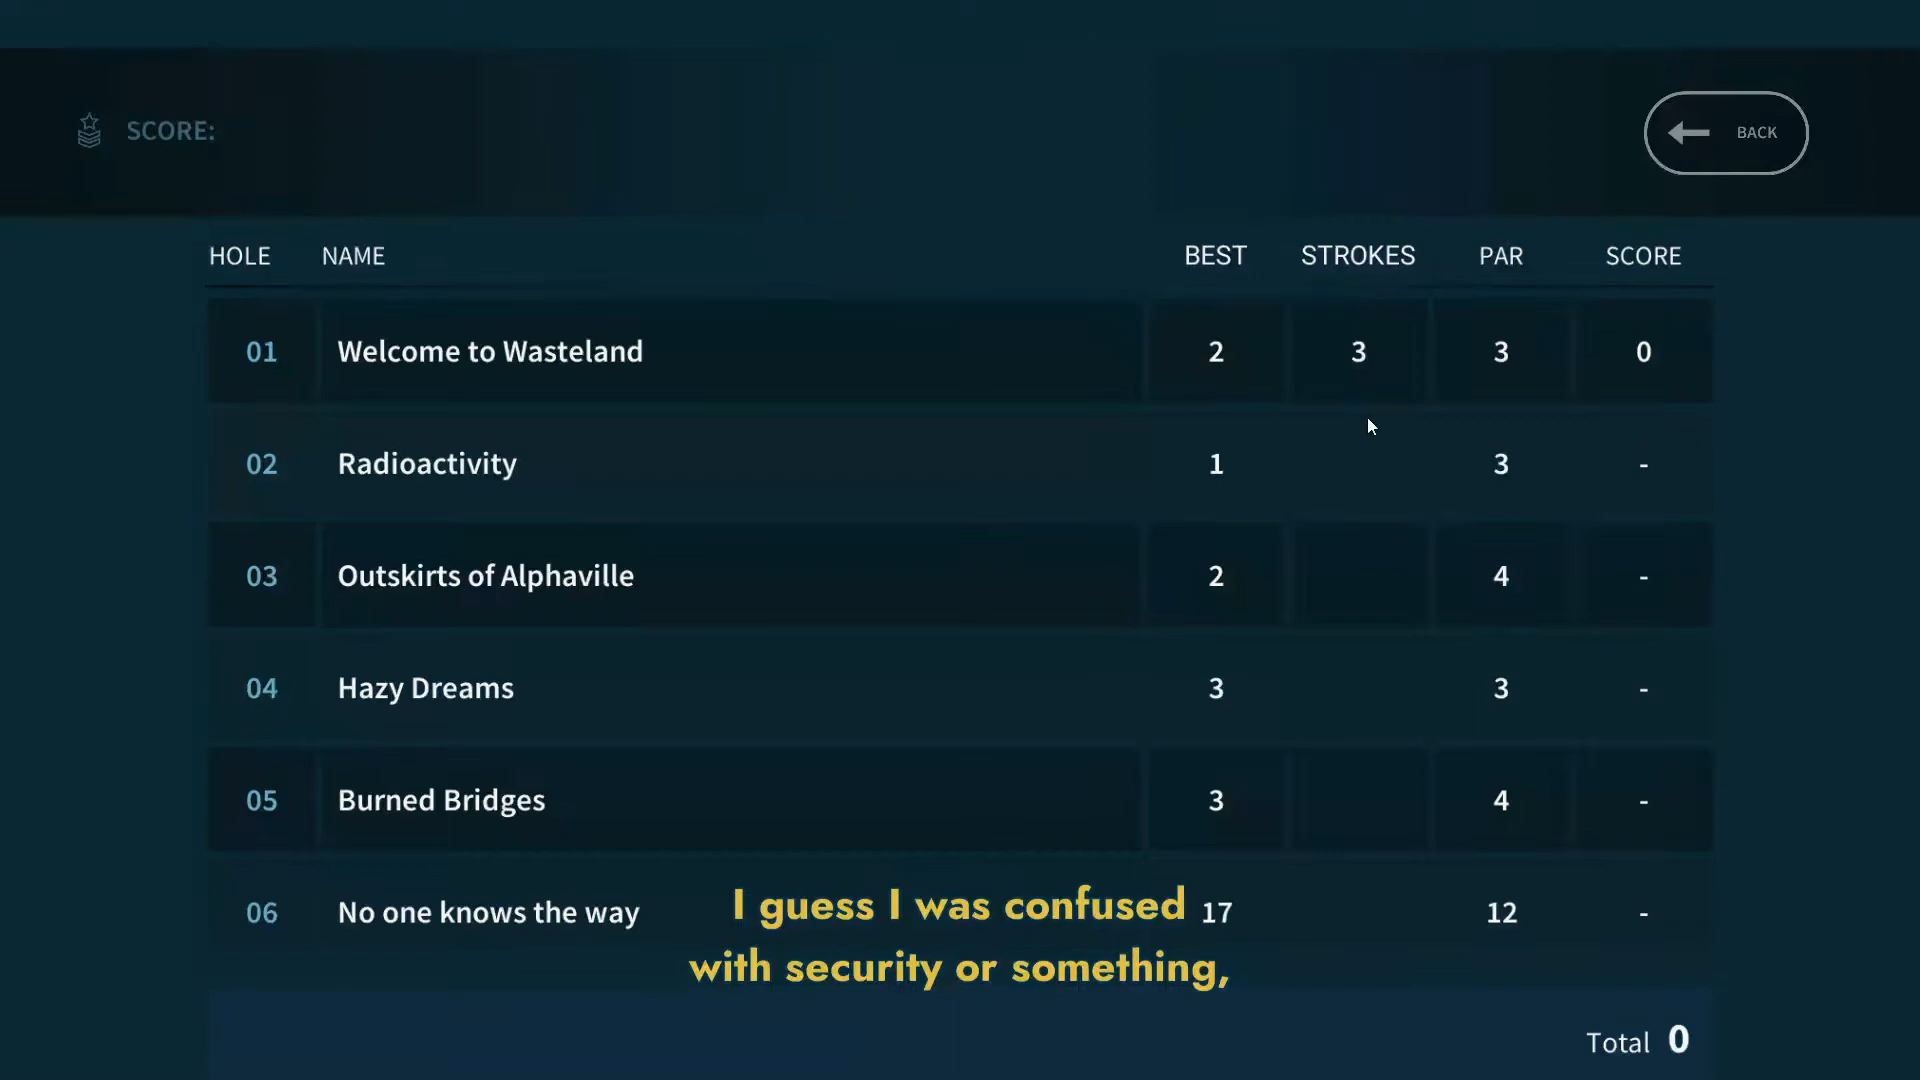 SCORE:
BACK
HOLE NAME BEST STROKES PAR SCORE
01 Welcome to Wasteland 2 3 3 0
02 Radioactivity 1 3 -
03 Outskirts of Alphaville 2 4 -
04 Hazy Dreams 3 3 -
05 Burned Bridges 3 4 -
06 No one knows the way 17 12 -
I guess I was confused
with security or something,
Total 0